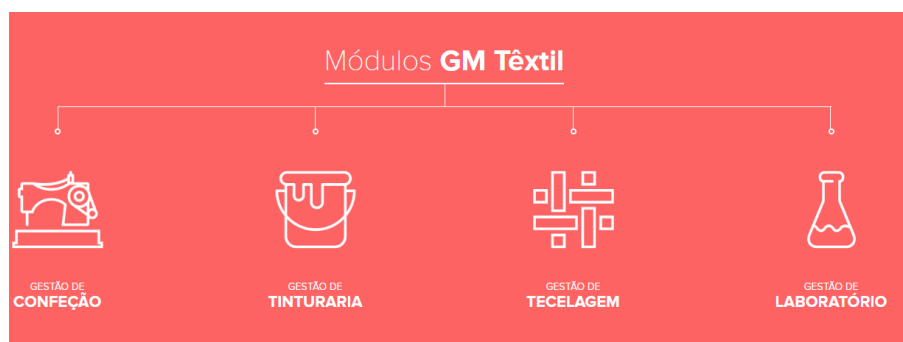 Módulos GM Têxtil
GESTÃO DE
CONFEÇÃO
GESTÃO DE
TINTURARIA
GESTÃO DE
TECELAGEM
GESTÃO DE
LABORATÓRIO